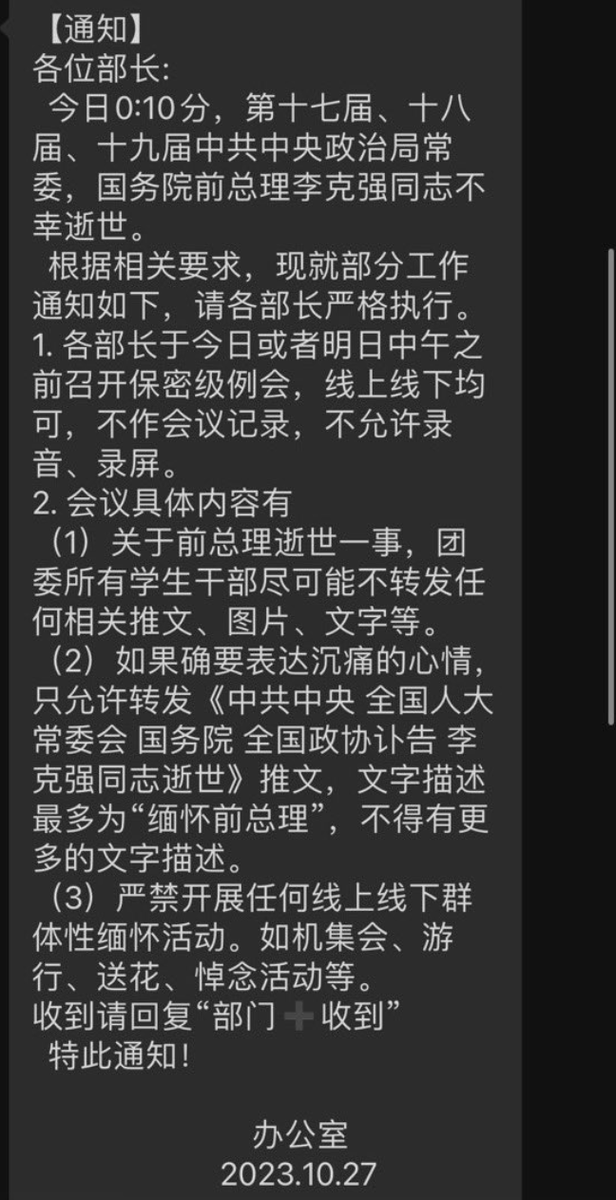 【通知】
各位部长:
今日0:10分，第十七届、十八
届、十九届中共中央政治局常
委，国务院前总理李克强同志不
幸逝世。
根据相关要求，现就部分工作
通知如下，请各部长严格执行。
1. 各部长于今日或者明日中午之
前召开保密级例会，线上线下均
可，不作会议记录，不允许录
音、录屏。
2. 会议具体内容有
（1）关于前总理逝世一事，团
委所有学生干部尽可能不转发任
何相关推文、图片、文字等。
（2）如果确要表达沉痛的心情，
只允许转发《中共中央 全国人大
常委会 国务院 全国政协讣告 李
克强同志逝世》推文，文字描述
最多为“缅怀前总理”，不得有更
多的文字描述。
（3）严禁开展任何线上线下群
体性缅怀活动。如机集会、游
行、送花、悼念活动等。
收到请回复“部门➕收到”
特此通知！
办公室
2023.10.27